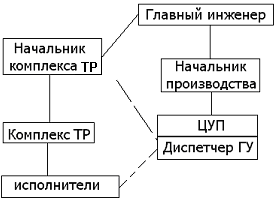 Главный инженер
Начальник
комплекса ТР
Начальник
производства
Комплекс ТР
ЦУП
Диспетчер ГУ
исполнители